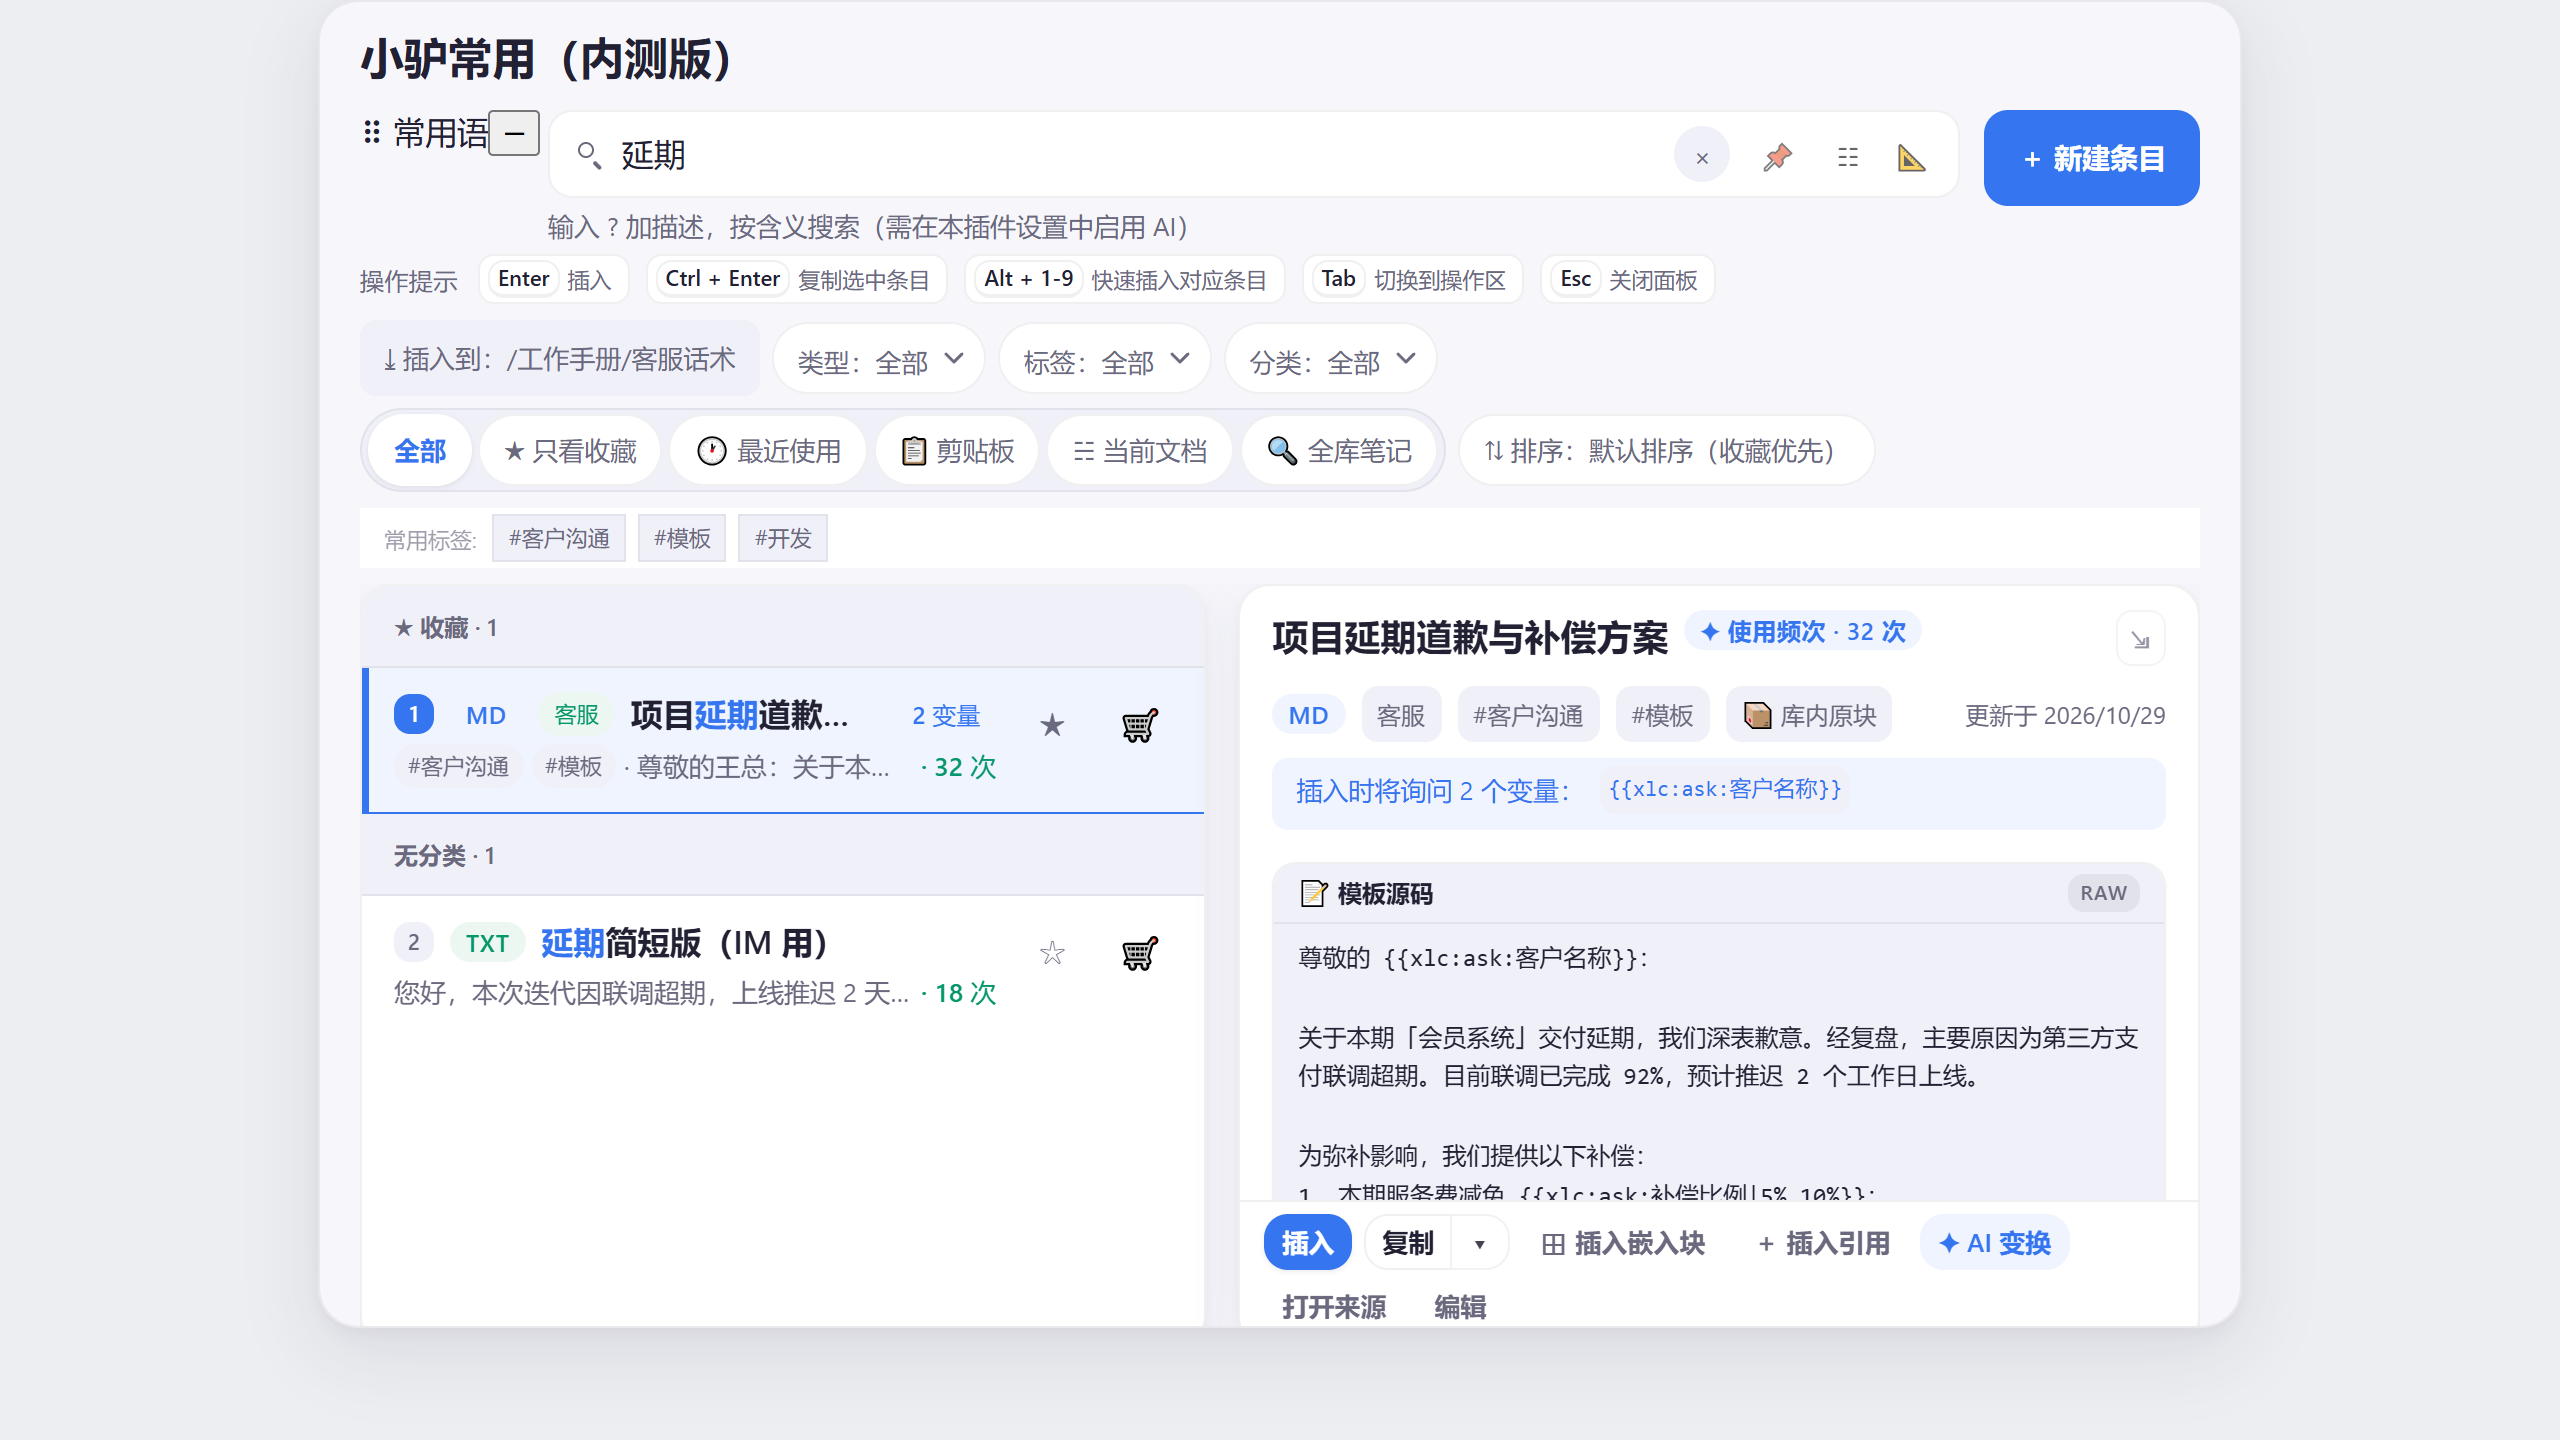 小驴常用（内测版）
⠿ 常用语 − 延期 × + 新建条目
输入 ? 加描述，按含义搜索（需在本插件设置中启用 AI）
操作提示 Enter 插入 Ctrl + Enter 复制选中条目 Alt + 1-9 快速插入对应条目 Tab 切换到操作区 Esc 关闭面板
⤓ 插入到：/工作手册/客服话术 类型：全部 标签：全部 分类：全部
全部 ★ 只看收藏 最近使用 剪贴板 ☷ 当前文档 全库笔记 ⇅ 排序：默认排序（收藏优先）
常用标签: #客户沟通 #模板 #开发
★ 收藏 · 1
1 MD 客服 项目延期道歉... 2 变量 ★
#客户沟通 #模板 · 尊敬的王总：关于本... · 32 次
无分类 · 1
2 TXT 延期简短版（IM 用） ☆
您好，本次迭代因联调超期，上线推迟 2 天... · 18 次
项目延期道歉与补偿方案 ✦ 使用频次 · 32 次
MD 客服 #客户沟通 #模板 库内原块 更新于 2026/10/29
插入时将询问 2 个变量： {{xlc:ask:客户名称}}
模板源码 RAW
尊敬的 {{xlc:ask:客户名称}}：
关于本期「会员系统」交付延期，我们深表歉意。经复盘，主要原因为第三方支
付联调超期。目前联调已完成 92%，预计推迟 2 个工作日上线。
为弥补影响，我们提供以下补偿：
1. 本期服务费减免 {{xlc:ask:补偿比例|5%,10%}}；
插入 复制 ▾ 田 插入嵌入块 + 插入引用 ✦ AI 变换
打开来源 编辑